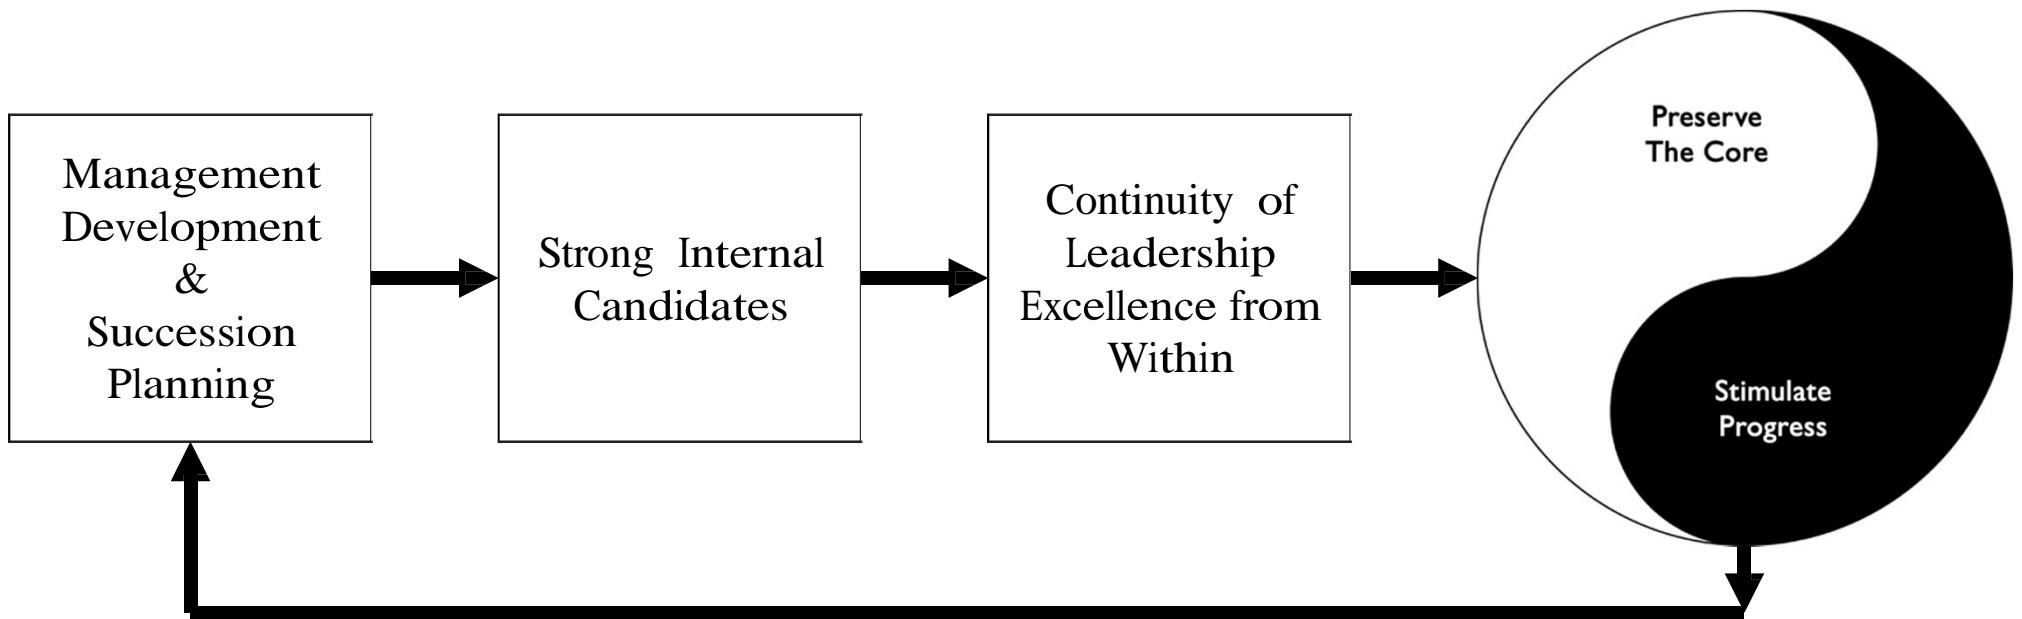 Management
Development
&
Succession
Planning
Strong Internal
Candidates
Continuity of
Leadership
Excellence from
Within
Preserve
The Core
Stimulate
Progress